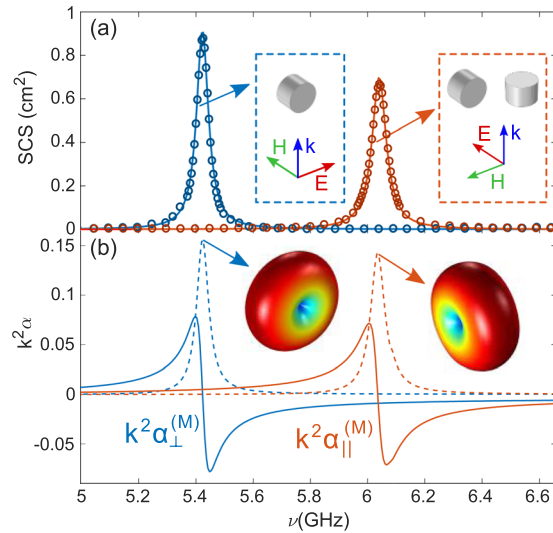 (a)
SCS (cm²)
1
0.8
0.6
0.4
0.2
0
H k E
E k H
(b)
k²α
0.15
0.1
0.05
0
-0.05
k²α⊥(M)
k²α||(M)
5 5.2 5.4 5.6 5.8 6 6.2 6.4 6.6
ν(GHz)